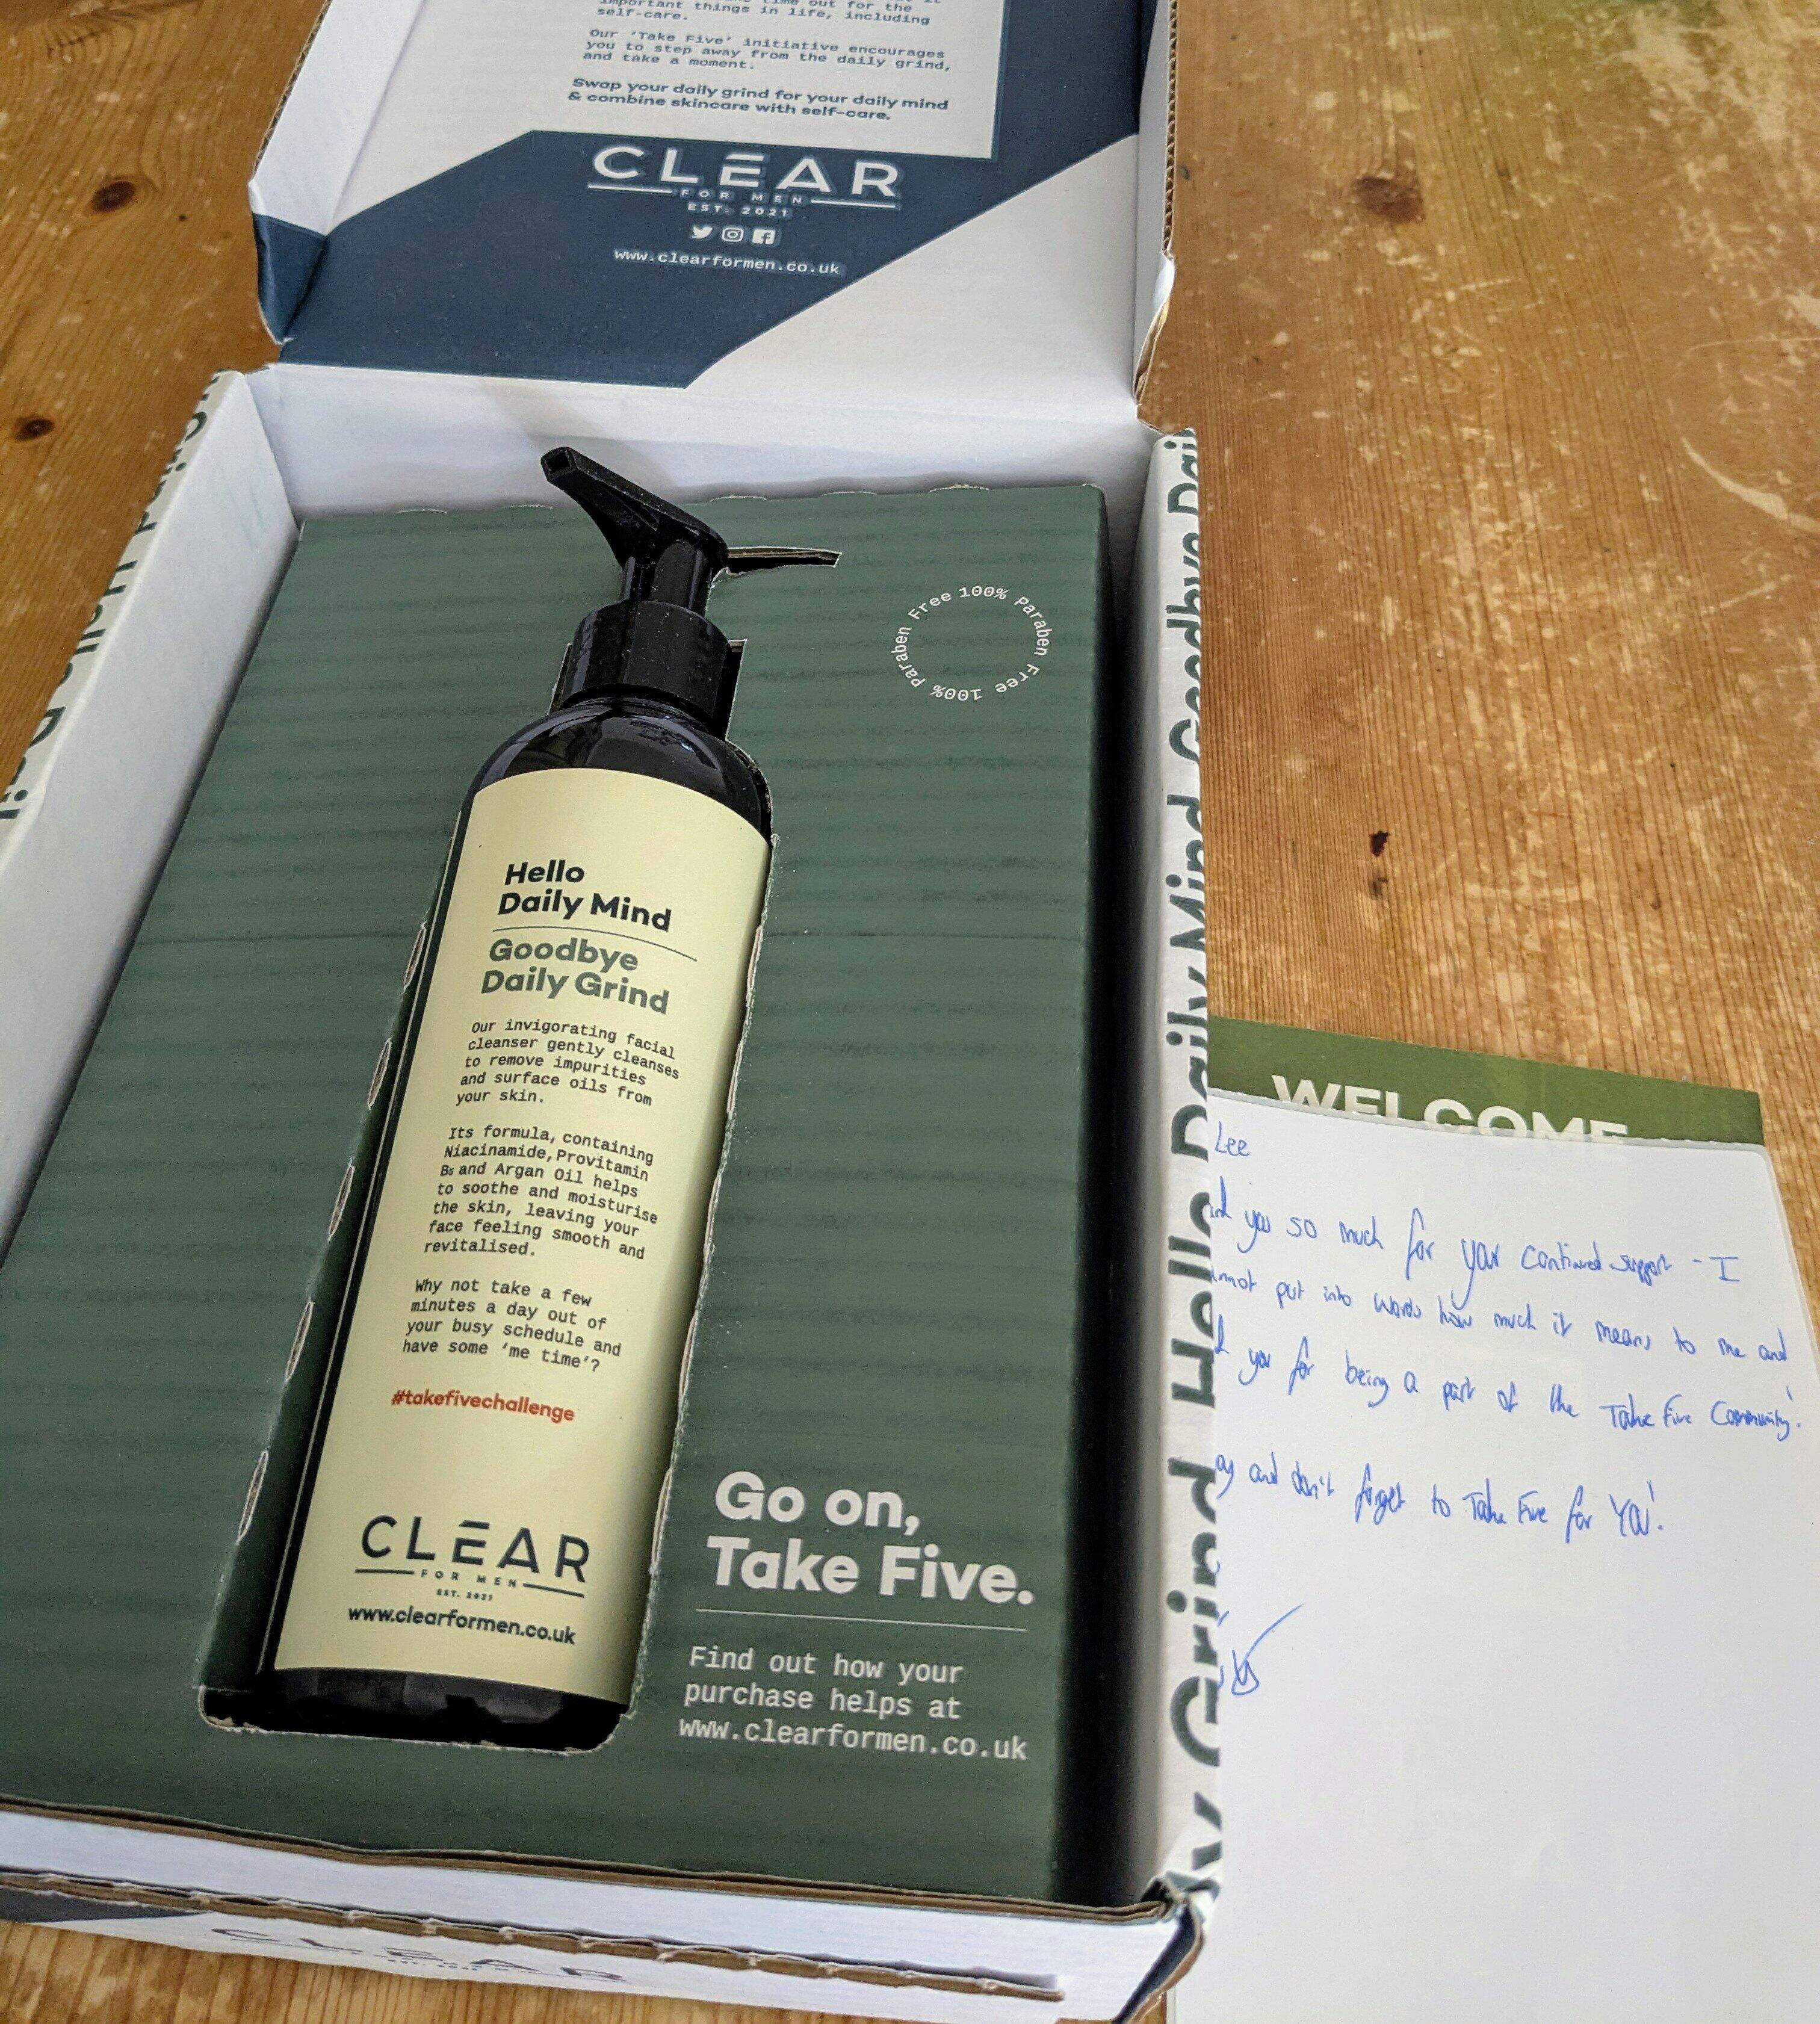 important things in life, including
self-care.
Our 'Take Five' initiative encourages
you to step away from the daily grind,
and take a moment.
Swap your daily grind for your daily mind
& combine skincare with self-care.
CLEAR
FOR MEN
EST. 2021
www.clearformen.co.uk
100% Paraben Free 100% Paraben Free
Hello
Daily Mind
Goodbye
Daily Grind
Our invigorating facial
cleanser gently cleanses
to remove impurities
and surface oils from
your skin.
Its formula, containing
Niacinamide, Provitamin
B5 and Argan Oil helps
to soothe and moisturise
the skin, leaving your
face feeling smooth and
revitalised.
Why not take a few
minutes a day out of
your busy schedule and
have some 'me time'?
#takefivechallenge
CLEAR
FOR MEN
EST. 2021
www.clearformen.co.uk
Go on,
Take Five.
Find out how your
purchase helps at
www.clearformen.co.uk
Goodbye Daily Mind Hello Daily Grind
CLEAR
WELCOME
Lee
you so much for your continued support - I
put into words how much it means to me and
you for being a part of the Take Five Community!
and don't forget to Take Five for YOU!